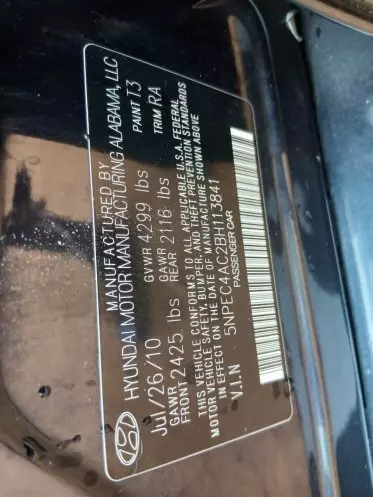 MANUFACTURED BY
HYUNDAI MOTOR MANUFACTURING ALABAMA, LLC
PAINT T3
TRIM RA
Jul/26/10
GVWR 4299 lbs
GAWR FRONT 2425 lbs
GAWR REAR 2116 lbs
THIS VEHICLE CONFORMS TO ALL APPLICABLE U.S.A. FEDERAL
MOTOR VEHICLE SAFETY, BUMPER, AND THEFT PREVENTION STANDARDS
IN EFFECT ON THE DATE OF MANUFACTURE SHOWN ABOVE
V.I.N 5NPEC4AC2BH113841
PASSENGER CAR